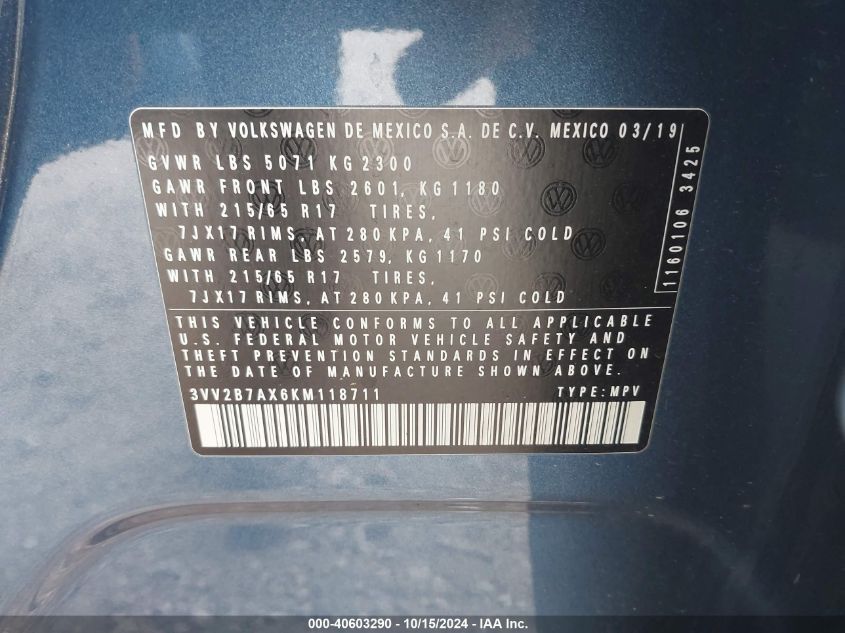 MFD BY VOLKSWAGEN DE MEXICO S.A. DE C.V. MEXICO 03/19
GVWR LBS 5071 KG 2300
GAWR FRONT LBS 2601, KG 1180
WITH 215/65 R17 TIRES,
7JX17 RIMS, AT 280 KPA, 41 PSI COLD
GAWR REAR LBS 2579, KG 1170
WITH 215/65 R17 TIRES,
7JX17 RIMS, AT 280 KPA, 41 PSI COLD
1160106 3425
THIS VEHICLE CONFORMS TO ALL APPLICABLE
U.S. FEDERAL MOTOR VEHICLE SAFETY AND
THEFT PREVENTION STANDARDS IN EFFECT ON
THE DATE OF MANUFACTURE SHOWN ABOVE.
3VV2B7AX6KM118711 TYPE: MPV
000-40603290 - 10/15/2024 - IAA Inc.